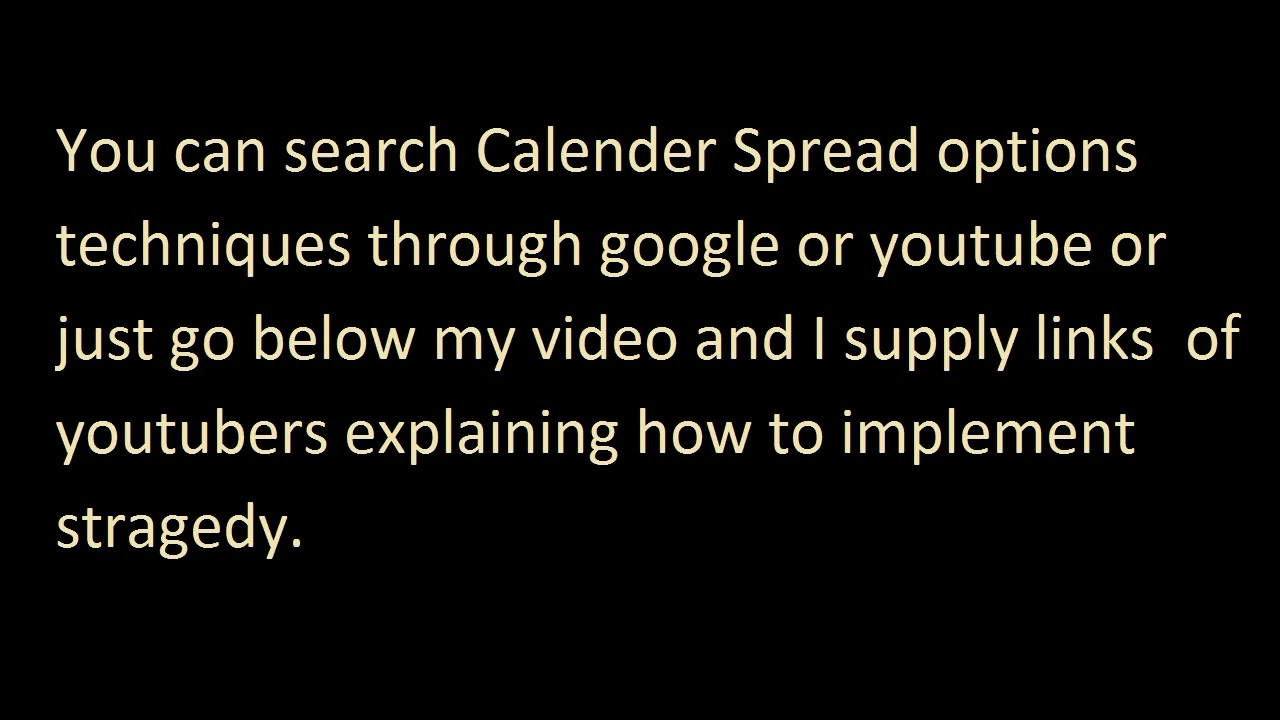 You can search Calender Spread options
techniques through google or youtube or
just go below my video and I supply links  of
youtubers explaining how to implement
stragedy.